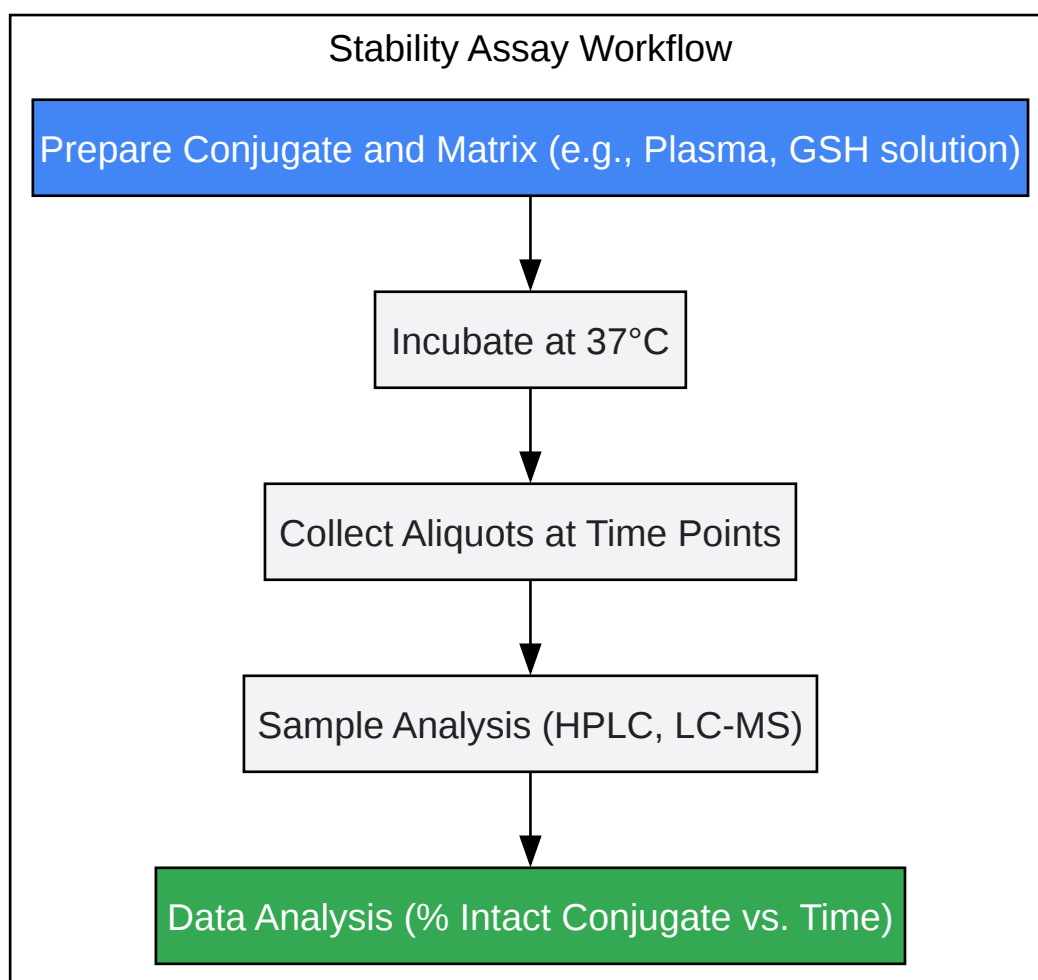 Stability Assay Workflow
Prepare Conjugate and Matrix (e.g., Plasma, GSH solution)
Incubate at 37°C
Collect Aliquots at Time Points
Sample Analysis (HPLC, LC-MS)
Data Analysis (% Intact Conjugate vs. Time)